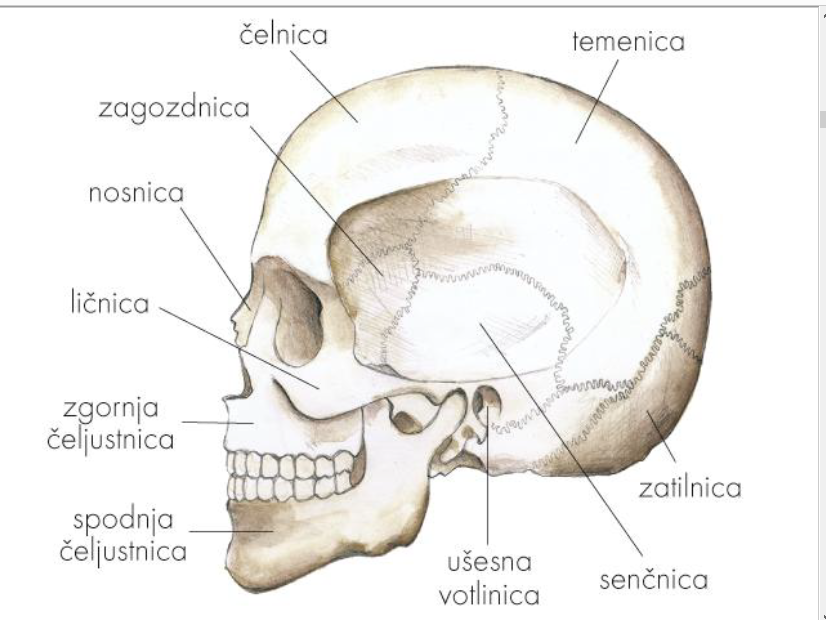 čelnica
temenica
zagozdnica
nosnica
ličnica
zgornja
čeljustnica
zatilnica
spodnja
čeljustnica
ušesna
votlinica
senčnica